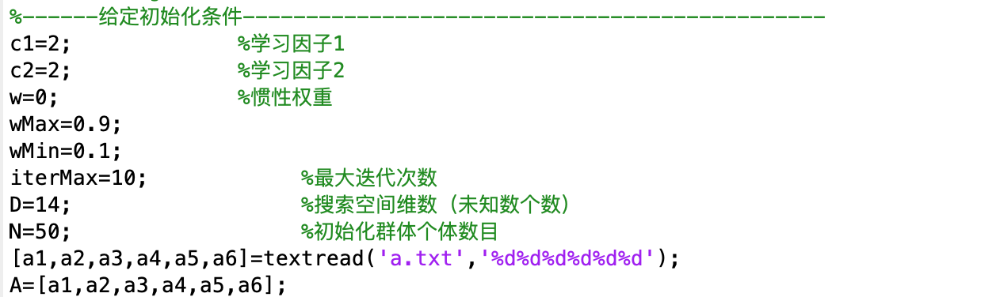 %------给定初始化条件----------------------------------------------
c1=2; %学习因子1
c2=2; %学习因子2
w=0; %惯性权重
wMax=0.9;
wMin=0.1;
iterMax=10; %最大迭代次数
D=14; %搜索空间维数（未知数个数）
N=50; %初始化群体个体数目
[a1,a2,a3,a4,a5,a6]=textread('a.txt','%d%d%d%d%d%d');
A=[a1,a2,a3,a4,a5,a6];